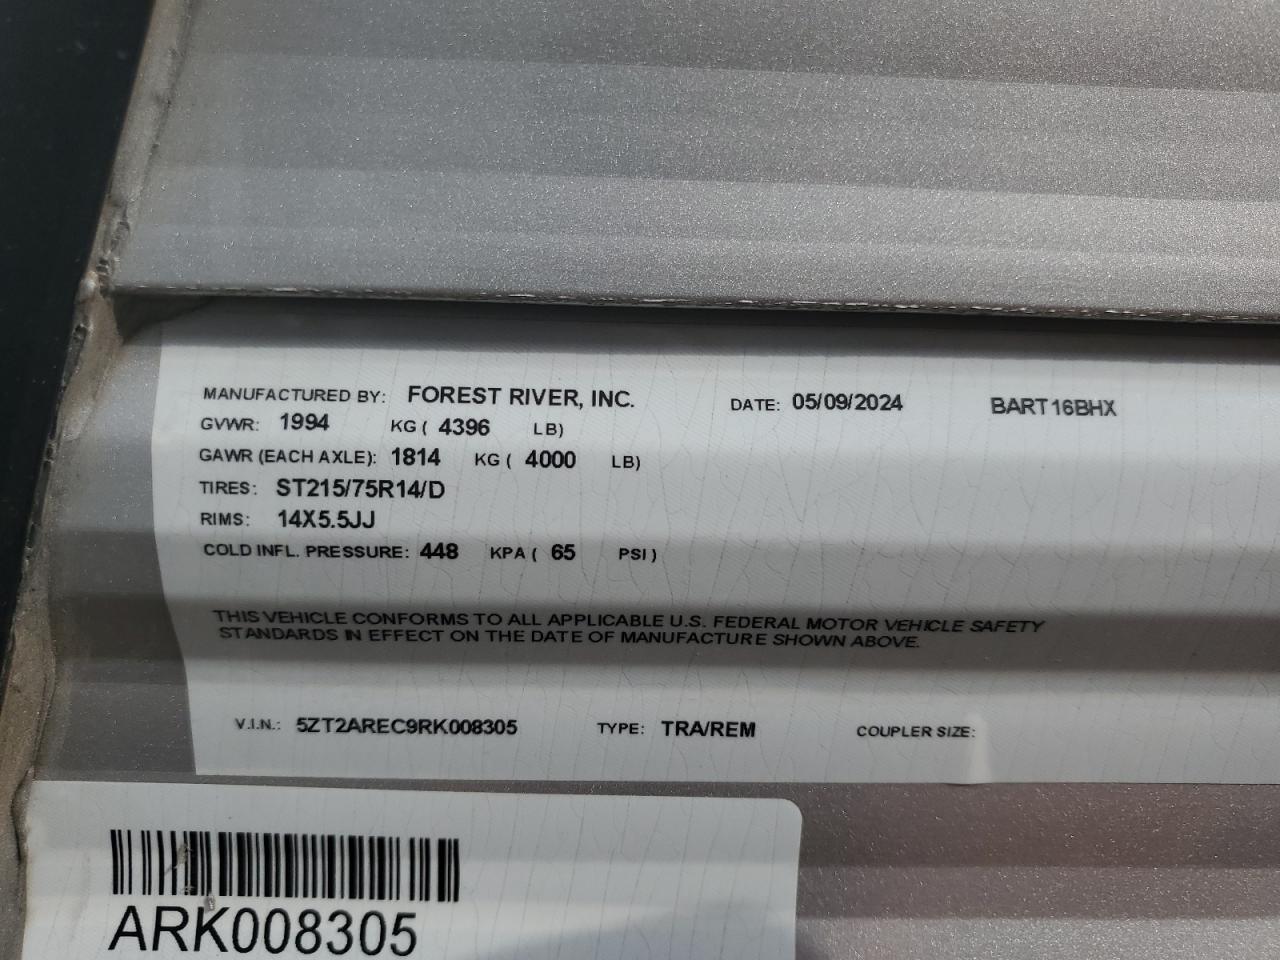 MANUFACTURED BY: FOREST RIVER, INC. DATE: 05/09/2024 BART16BHX
GVWR: 1994 KG ( 4396 LB)
GAWR (EACH AXLE): 1814 KG ( 4000 LB)
TIRES: ST215/75R14/D
RIMS: 14X5.5JJ
COLD INFL. PRESSURE: 448 KPA ( 65 PSI )
THIS VEHICLE CONFORMS TO ALL APPLICABLE U.S. FEDERAL MOTOR VEHICLE SAFETY
STANDARDS IN EFFECT ON THE DATE OF MANUFACTURE SHOWN ABOVE.
V.I.N.: 5ZT2AREC9RK008305 TYPE: TRA/REM COUPLER SIZE:
ARK008305